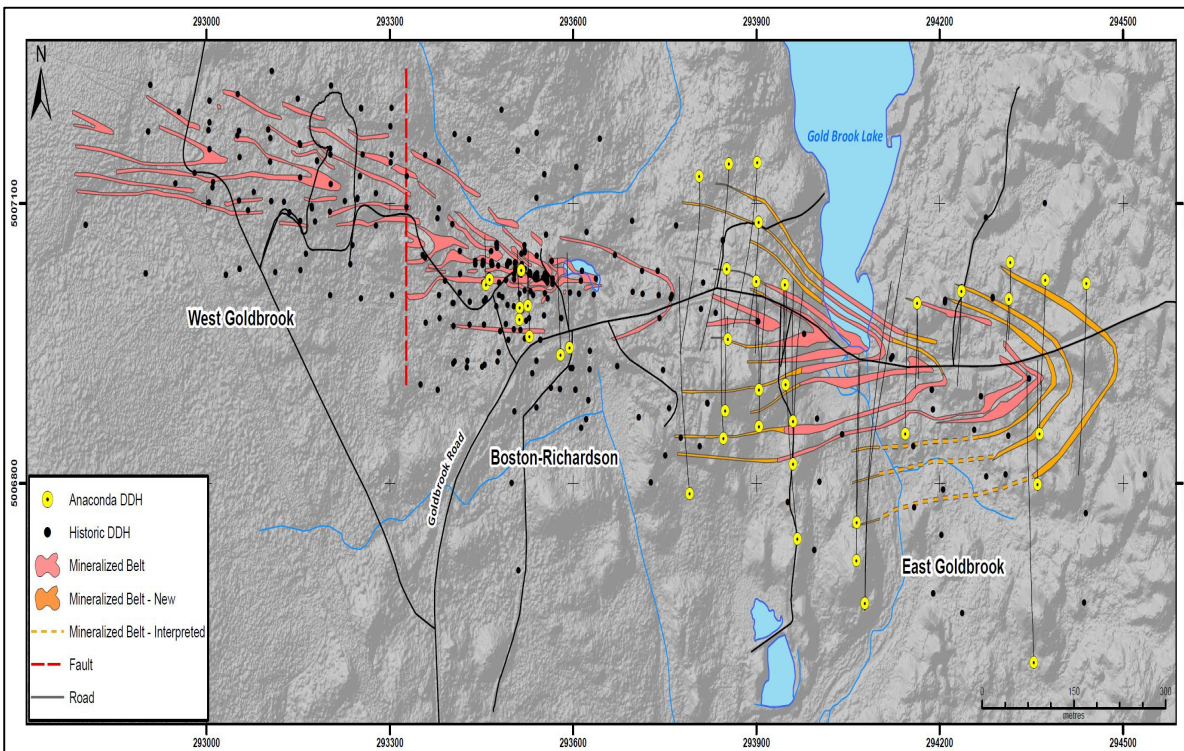 293000 293300 293600 293900 294200 294500
N
Gold Brook Lake
5007100
5007100
West Goldbrook
Boston-Richardson
Goldbrook Road
5006800
5006800
East Goldbrook
Anaconda DDH
Historic DDH
Mineralized Belt
Mineralized Belt - New
Mineralized Belt - Interpreted
Fault
Road
0 150 300
metres
293000 293300 293600 293900 294200 294500